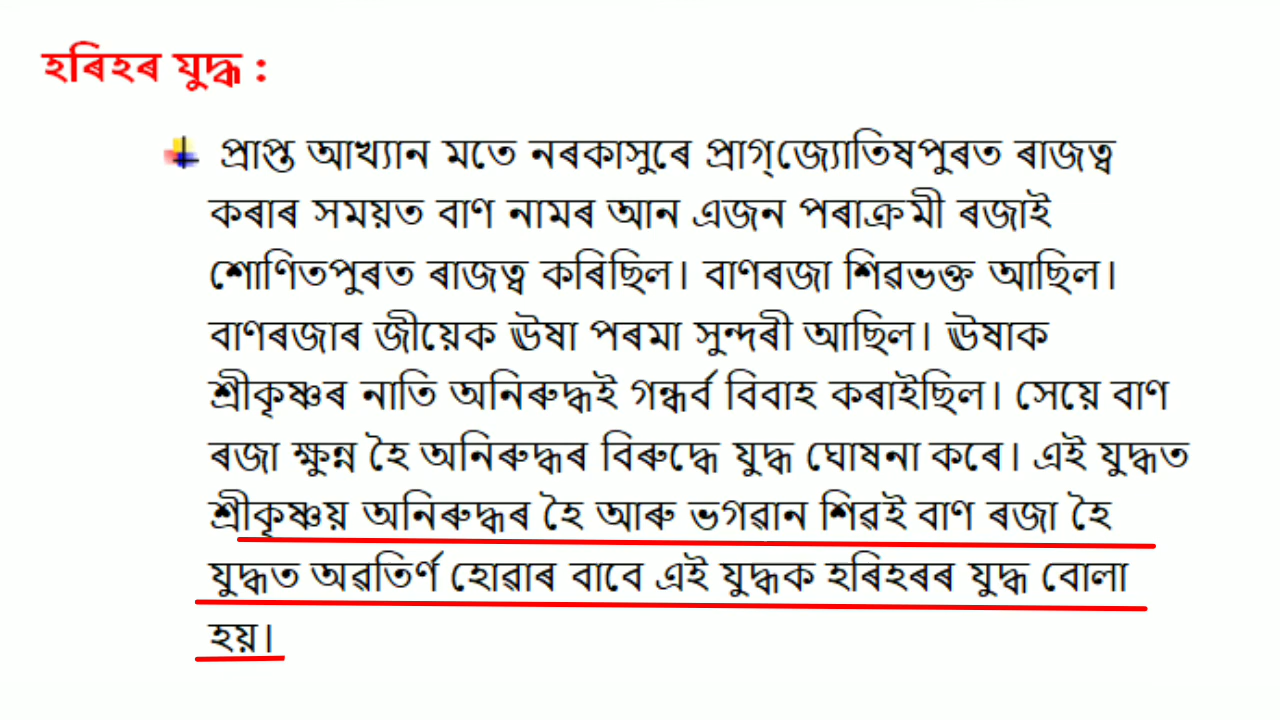 হৰিহৰ যুদ্ধ :
প্ৰাপ্ত আখ্যান মতে নৰকাসুৰে প্ৰাগ্জ্যোতিষপুৰত ৰাজত্ব
কৰাৰ সময়ত বাণ নামৰ আন এজন পৰাক্ৰমী ৰজাই
শোণিতপুৰত ৰাজত্ব কৰিছিল। বাণৰজা শিৱভক্ত আছিল।
বাণৰজাৰ জীয়েক ঊষা পৰমা সুন্দৰী আছিল। ঊষাক
শ্ৰীকৃষ্ণৰ নাতি অনিৰুদ্ধই গন্ধৰ্ব বিবাহ কৰাইছিল। সেয়ে বাণ
ৰজা ক্ষুন্ন হৈ অনিৰুদ্ধৰ বিৰুদ্ধে যুদ্ধ ঘোষনা কৰে। এই যুদ্ধত
শ্ৰীকৃষ্ণয় অনিৰুদ্ধৰ হৈ আৰু ভগৱান শিৱই বাণ ৰজা হৈ
যুদ্ধত অৱতিৰ্ণ হোৱাৰ বাবে এই যুদ্ধক হৰিহৰৰ যুদ্ধ বোলা
হয়।